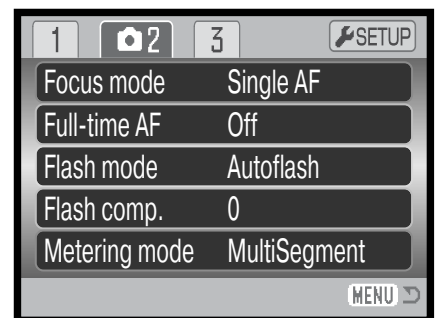 1 2 3 SETUP
Focus mode Single AF
Full-time AF Off
Flash mode Autoflash
Flash comp. 0
Metering mode MultiSegment
MENU